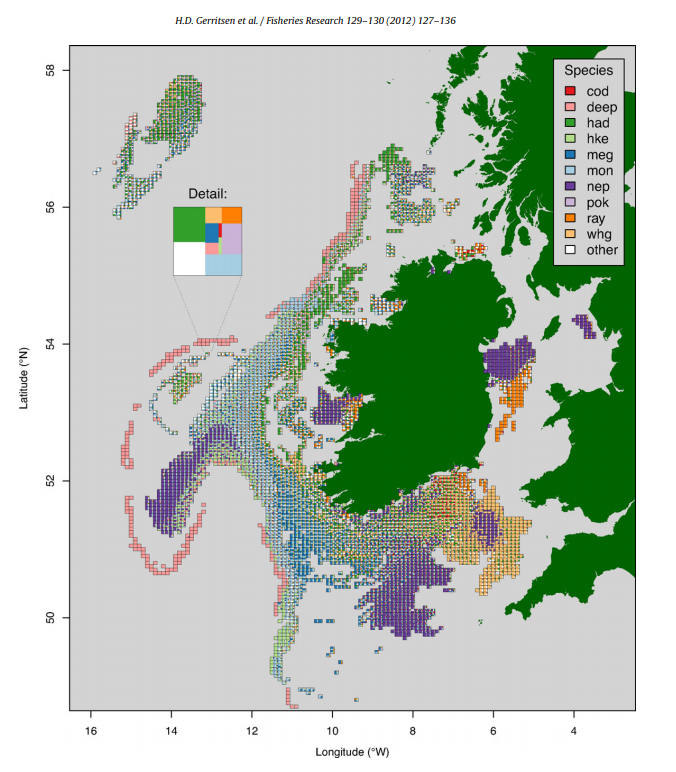 H.D. Gerritsen et al. / Fisheries Research 129–130 (2012) 127–136
58
56
54
52
50
Latitude (°N)
Detail:
Species
cod
deep
had
hke
meg
mon
nep
pok
ray
whg
other
16 14 12 10 8 6 4
Longitude (°W)